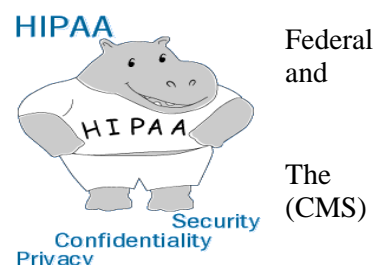 HIPAA
HIPAA
Security
Confidentiality
Privacy
Federal
and
The
(CMS)